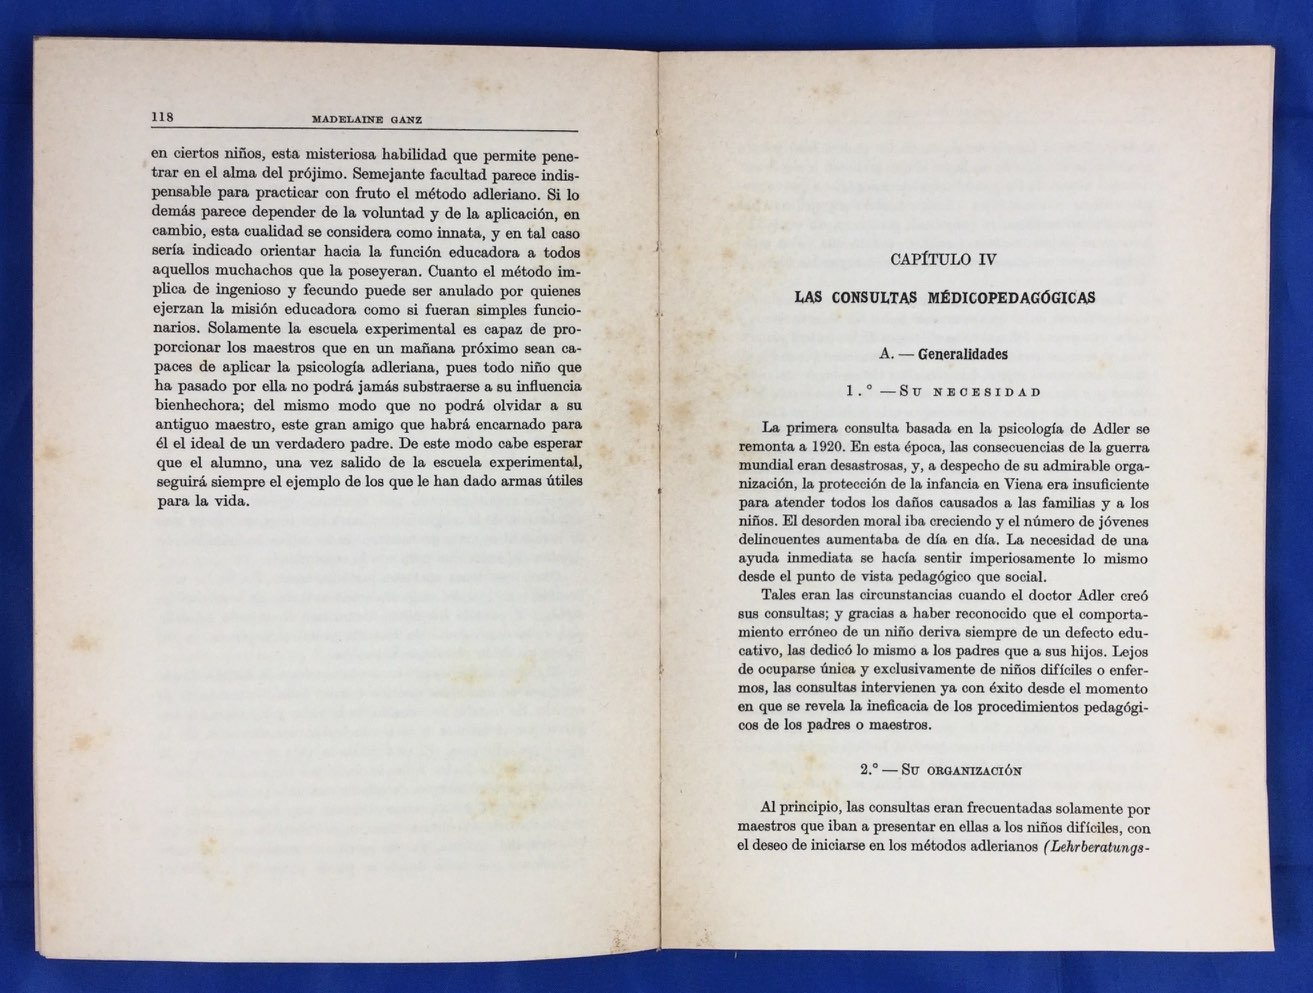 118
MADELAINE GANZ
en ciertos niños, esta misteriosa habilidad que permite pene-
trar en el alma del prójimo. Semejante facultad parece indis-
pensable para practicar con fruto el método adleriano. Si lo
demás parece depender de la voluntad y de la aplicación, en
cambio, esta cualidad se considera como innata, y en tal caso
sería indicado orientar hacia la función educadora a todos
aquellos muchachos que la poseyeran. Cuanto el método im-
plica de ingenioso y fecundo puede ser anulado por quienes
ejerzan la misión educadora como si fueran simples funcio-
narios. Solamente la escuela experimental es capaz de pro-
porcionar los maestros que en un mañana próximo sean ca-
paces de aplicar la psicología adleriana, pues todo niño que
ha pasado por ella no podrá jamás substraerse a su influencia
bienhechora; del mismo modo que no podrá olvidar a su
antiguo maestro, este gran amigo que habrá encarnado para
él el ideal de un verdadero padre. De este modo cabe esperar
que el alumno, una vez salido de la escuela experimental,
seguirá siempre el ejemplo de los que le han dado armas útiles
para la vida.
CAPÍTULO IV
LAS CONSULTAS MÉDICOPEDAGÓGICAS
A. — Generalidades
1.° — SU NECESIDAD
La primera consulta basada en la psicología de Adler se
remonta a 1920. En esta época, las consecuencias de la guerra
mundial eran desastrosas, y, a despecho de su admirable orga-
nización, la protección de la infancia en Viena era insuficiente
para atender todos los daños causados a las familias y a los
niños. El desorden moral iba creciendo y el número de jóvenes
delincuentes aumentaba de día en día. La necesidad de una
ayuda inmediata se hacía sentir imperiosamente lo mismo
desde el punto de vista pedagógico que social.
Tales eran las circunstancias cuando el doctor Adler creó
sus consultas; y gracias a haber reconocido que el comporta-
miento erróneo de un niño deriva siempre de un defecto edu-
cativo, las dedicó lo mismo a los padres que a sus hijos. Lejos
de ocuparse única y exclusivamente de niños difíciles o enfer-
mos, las consultas intervienen ya con éxito desde el momento
en que se revela la ineficacia de los procedimientos pedagógi-
cos de los padres o maestros.
2.° — SU ORGANIZACIÓN
Al principio, las consultas eran frecuentadas solamente por
maestros que iban a presentar en ellas a los niños difíciles, con
el deseo de iniciarse en los métodos adlerianos (Lehrberatungs-